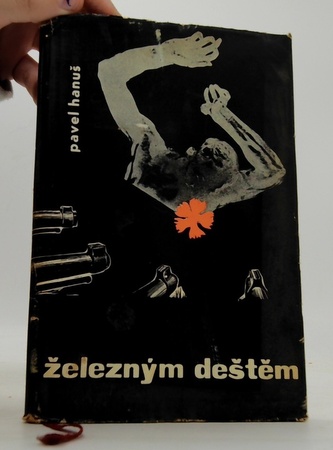 pavel hanuš
železným deštěm